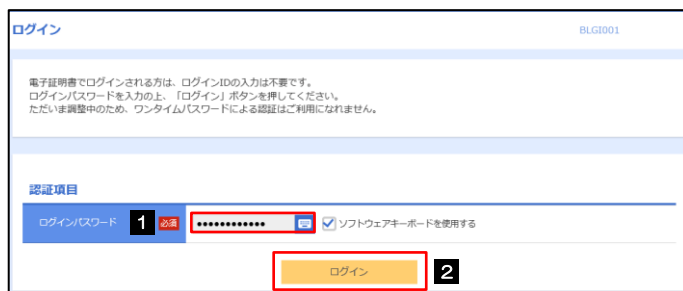 ログイン BLGI001
電子証明書でログインされる方は、ログインIDの入力は不要です。
ログインパスワードを入力の上、「ログイン」ボタンを押してください。
ただいま調整中のため、ワンタイムパスワードによる認証はご利用になれません。
認証項目
ログインパスワード 1 必須 ●●●●●●●●●●●● ソフトウェアキーボードを使用する
ログイン 2